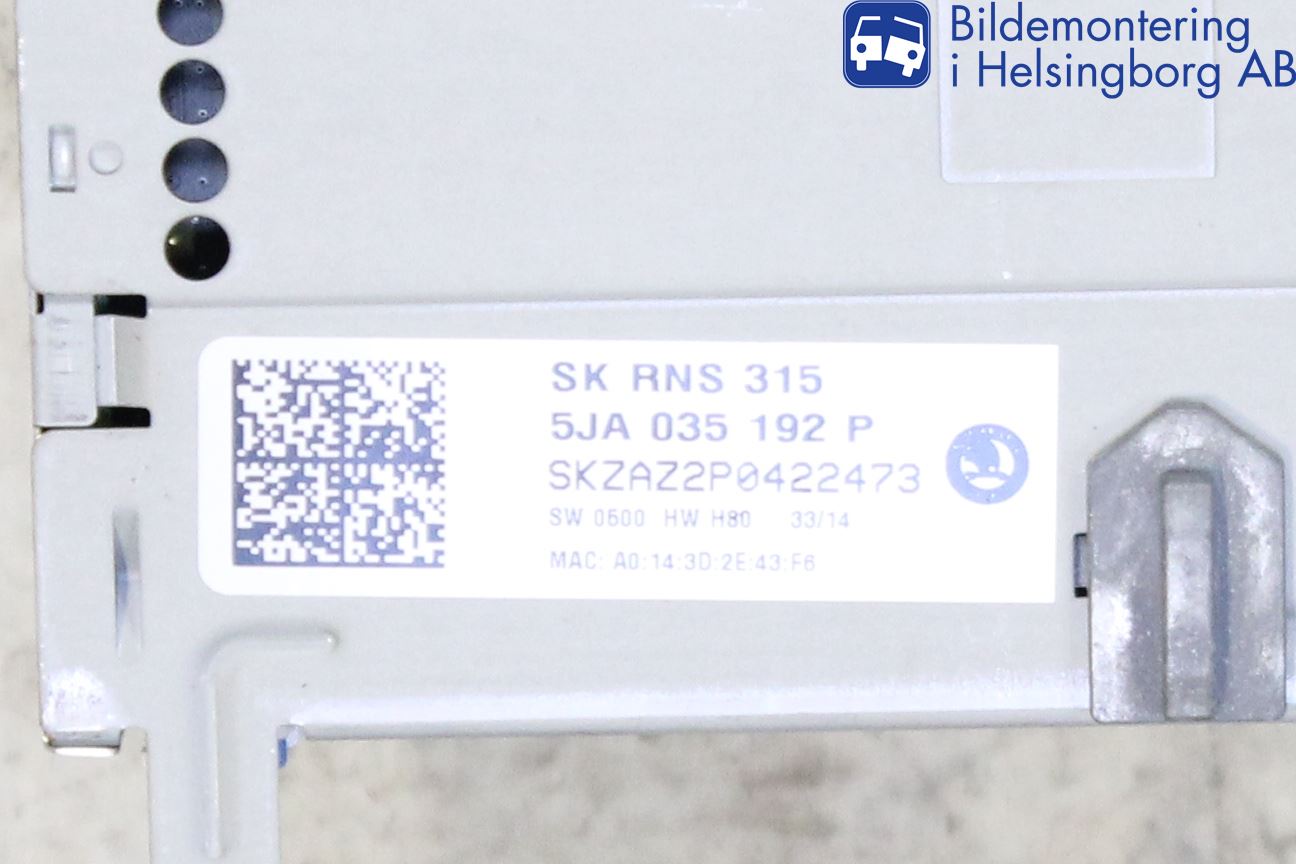 Bildemontering
i Helsingborg AB
SK RNS 315
5JA 035 192 P
SKZAZ2P0422473
SW 0500 HW H80 33/14
MAC: A0:14:3D:2E:43:F6